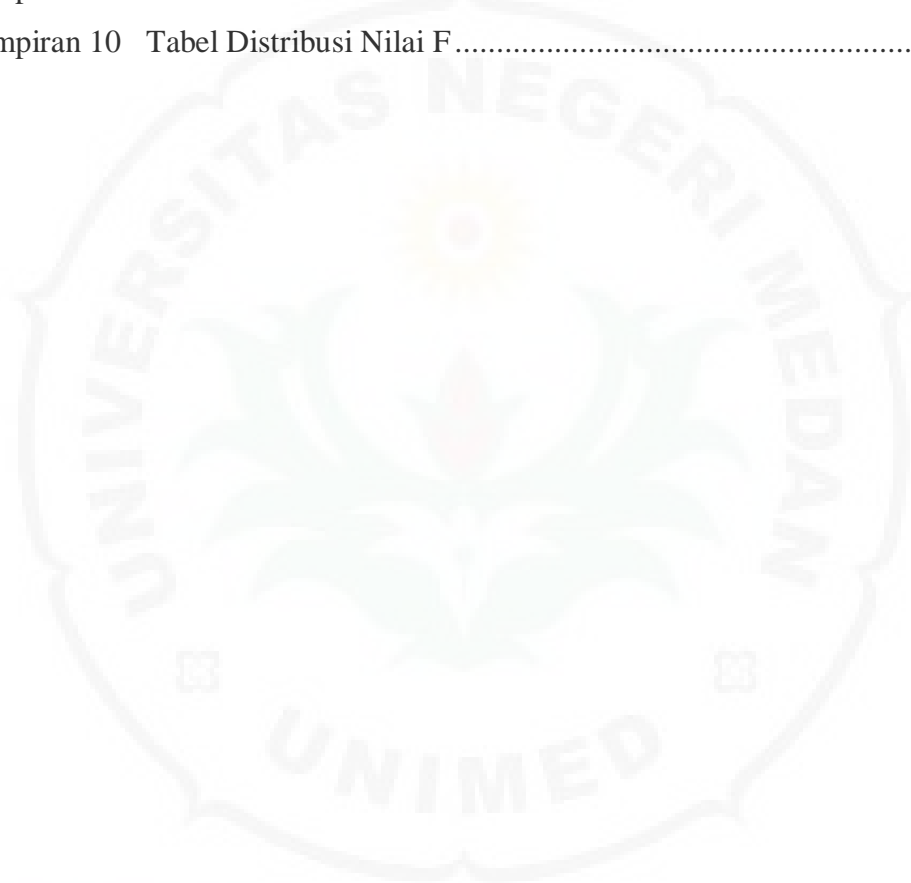 mpiran 10 Tabel Distribusi Nilai F........................................................
UNIVERSITAS NEGERI MEDAN
UNIMED